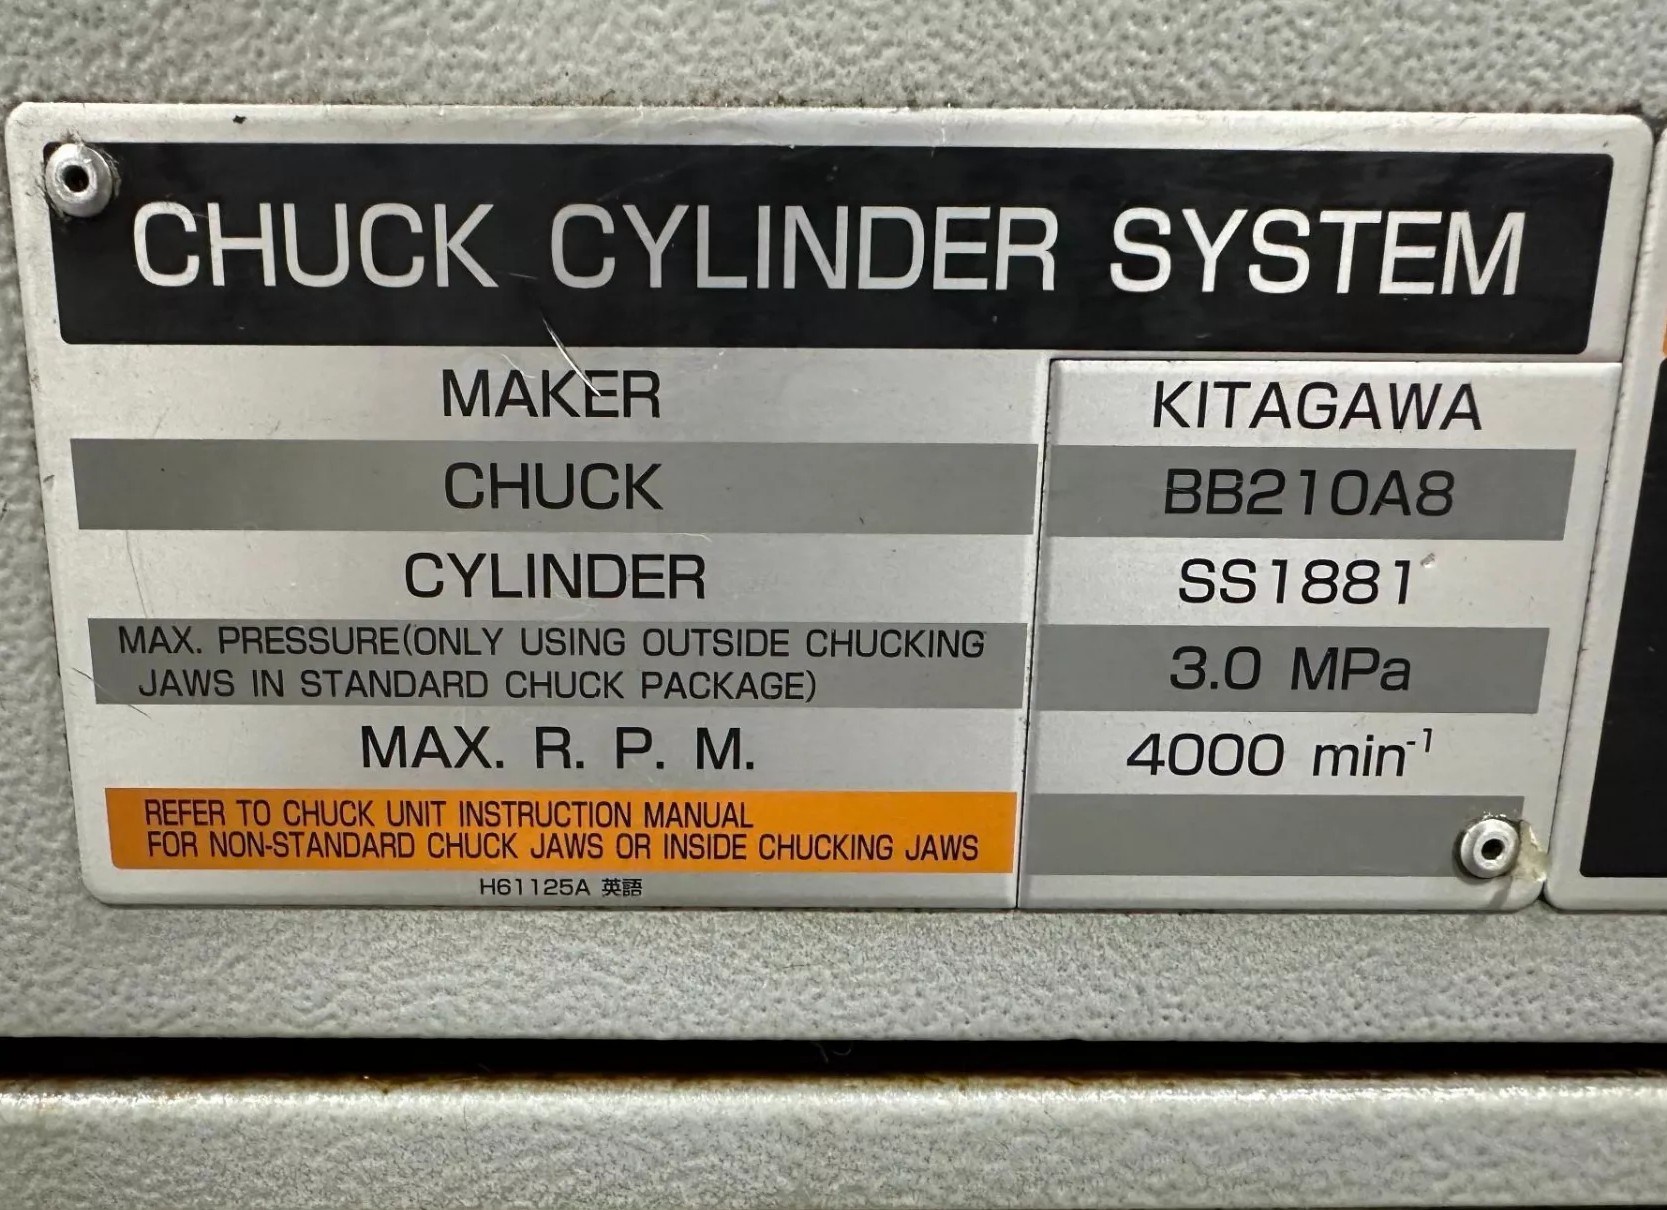 CHUCK CYLINDER SYSTEM
MAKER KITAGAWA
CHUCK BB210A8
CYLINDER SS1881
MAX. PRESSURE(ONLY USING OUTSIDE CHUCKING
JAWS IN STANDARD CHUCK PACKAGE) 3.0 MPa
MAX. R. P. M. 4000 min⁻¹
REFER TO CHUCK UNIT INSTRUCTION MANUAL
FOR NON-STANDARD CHUCK JAWS OR INSIDE CHUCKING JAWS
H61125A 英語